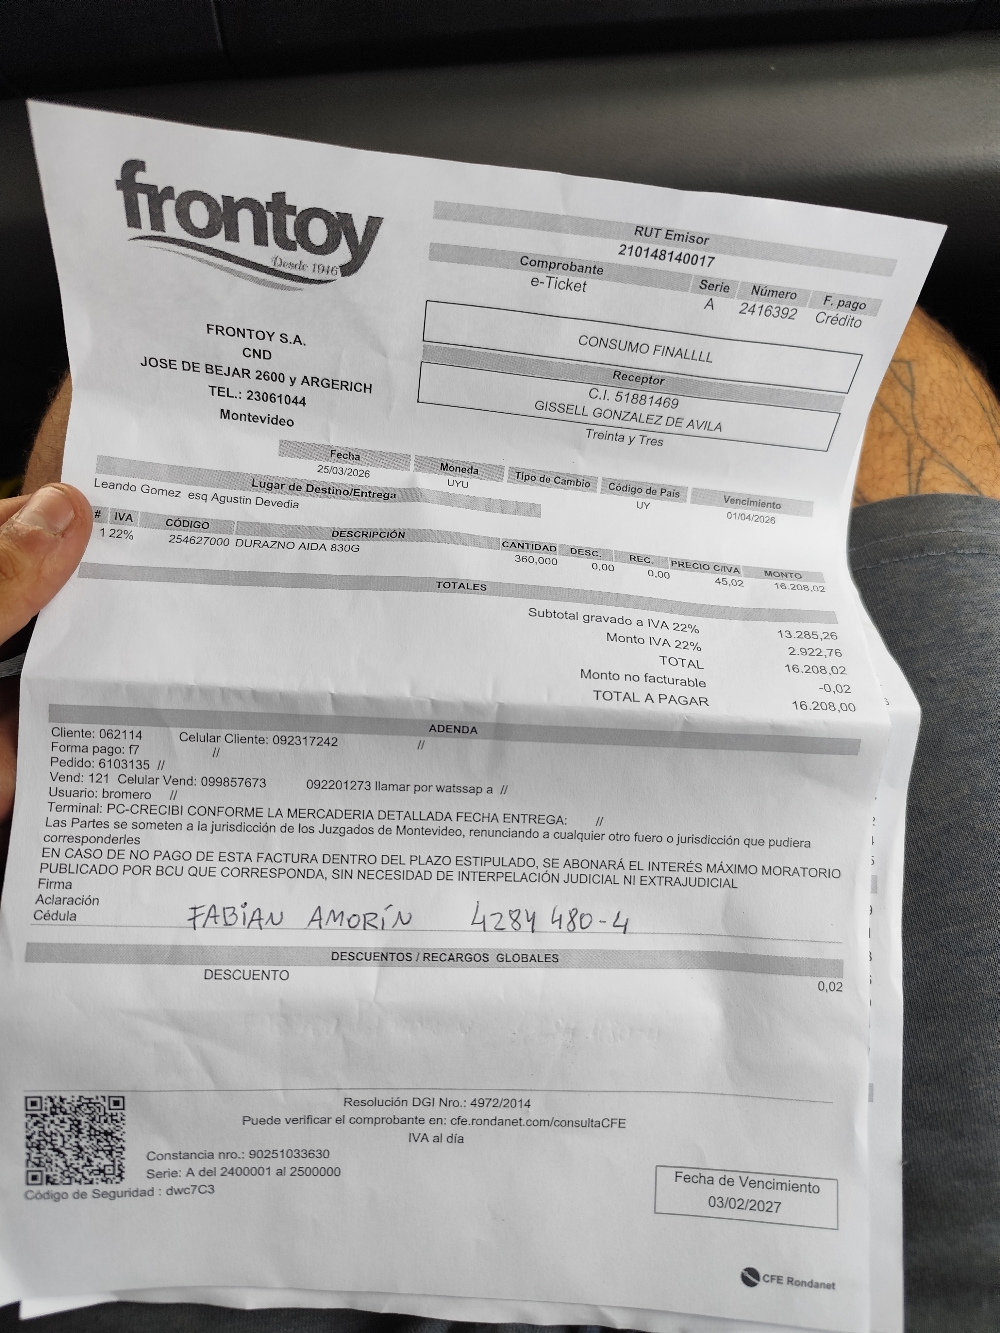 frontoy
Desde 1946
FRONTOY S.A.
CND
JOSE DE BEJAR 2600 y ARGERICH
TEL.: 23061044
Montevideo
RUT Emisor
210148140017
Comprobante Serie Número F. pago
e-Ticket A 2416392 Crédito
CONSUMO FINALLLL
Receptor
C.I. 51881469
GISSELL GONZALEZ DE AVILA
Treinta y Tres
Fecha Moneda Tipo de Cambio Código de País Vencimiento
25/03/2026 UYU UY 01/04/2026
Lugar de Destino/Entrega
Leando Gomez esq Agustin Devedia
# IVA CÓDIGO DESCRIPCIÓN CANTIDAD DESC. REC. PRECIO C/IVA MONTO
1 22% 254627000 DURAZNO AIDA 830G 360,000 0,00 0,00 45,02 16.208,02
TOTALES
Subtotal gravado a IVA 22% 13.285,26
Monto IVA 22% 2.922,76
TOTAL 16.208,02
Monto no facturable -0,02
TOTAL A PAGAR 16.208,00
ADENDA
Cliente: 062114 Celular Cliente: 092317242 //
Forma pago: f7 //
Pedido: 6103135 //
Vend: 121 Celular Vend: 099857673 092201273 llamar por watssap a //
Usuario: bromero //
Terminal: PC-CRECIBI CONFORME LA MERCADERIA DETALLADA FECHA ENTREGA: //
Las Partes se someten a la jurisdicción de los Juzgados de Montevideo, renunciando a cualquier otro fuero o jurisdicción que pudiera
corresponderles
EN CASO DE NO PAGO DE ESTA FACTURA DENTRO DEL PLAZO ESTIPULADO, SE ABONARÁ EL INTERÉS MÁXIMO MORATORIO
PUBLICADO POR BCU QUE CORRESPONDA, SIN NECESIDAD DE INTERPELACIÓN JUDICIAL NI EXTRAJUDICIAL
Firma
Aclaración
Cédula FABIAN AMORÍN 4284 480-4
DESCUENTOS / RECARGOS GLOBALES
DESCUENTO 0,02
Resolución DGI Nro.: 4972/2014
Puede verificar el comprobante en: cfe.rondanet.com/consultaCFE
IVA al día
Constancia nro.: 90251033630
Serie: A del 2400001 al 2500000
Código de Seguridad : dwc7C3
Fecha de Vencimiento
03/02/2027
CFE Rondanet